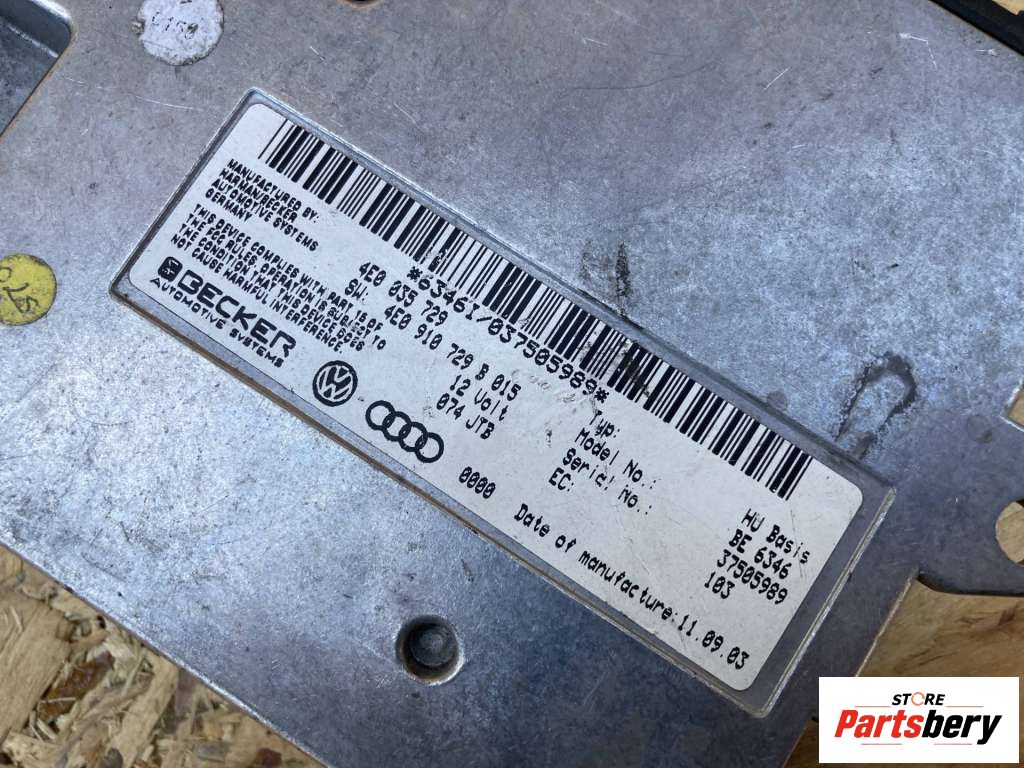 *63461/037505989*
MANUFACTURED BY:
HARMAN/BECKER
AUTOMOTIVE SYSTEMS
GERMANY
THIS DEVICE COMPLIES WITH PART 15 OF
THE FCC RULES. OPERATION IS SUBJECT TO
THE CONDITION THAT THIS DEVICE DOES
NOT CAUSE HARMFUL INTERFERENCE.
BECKER
AUTOMOTIVE SYSTEMS
4E0 035 729
SW: 4E0 910 729 B 015
12 Volt
074 JTB
0000
Typ: HU Basis
Model No.: BE 6346
Serial No.: 37505989
EC: 103
Date of manufacture: 11.09.03
STORE
Partsbery